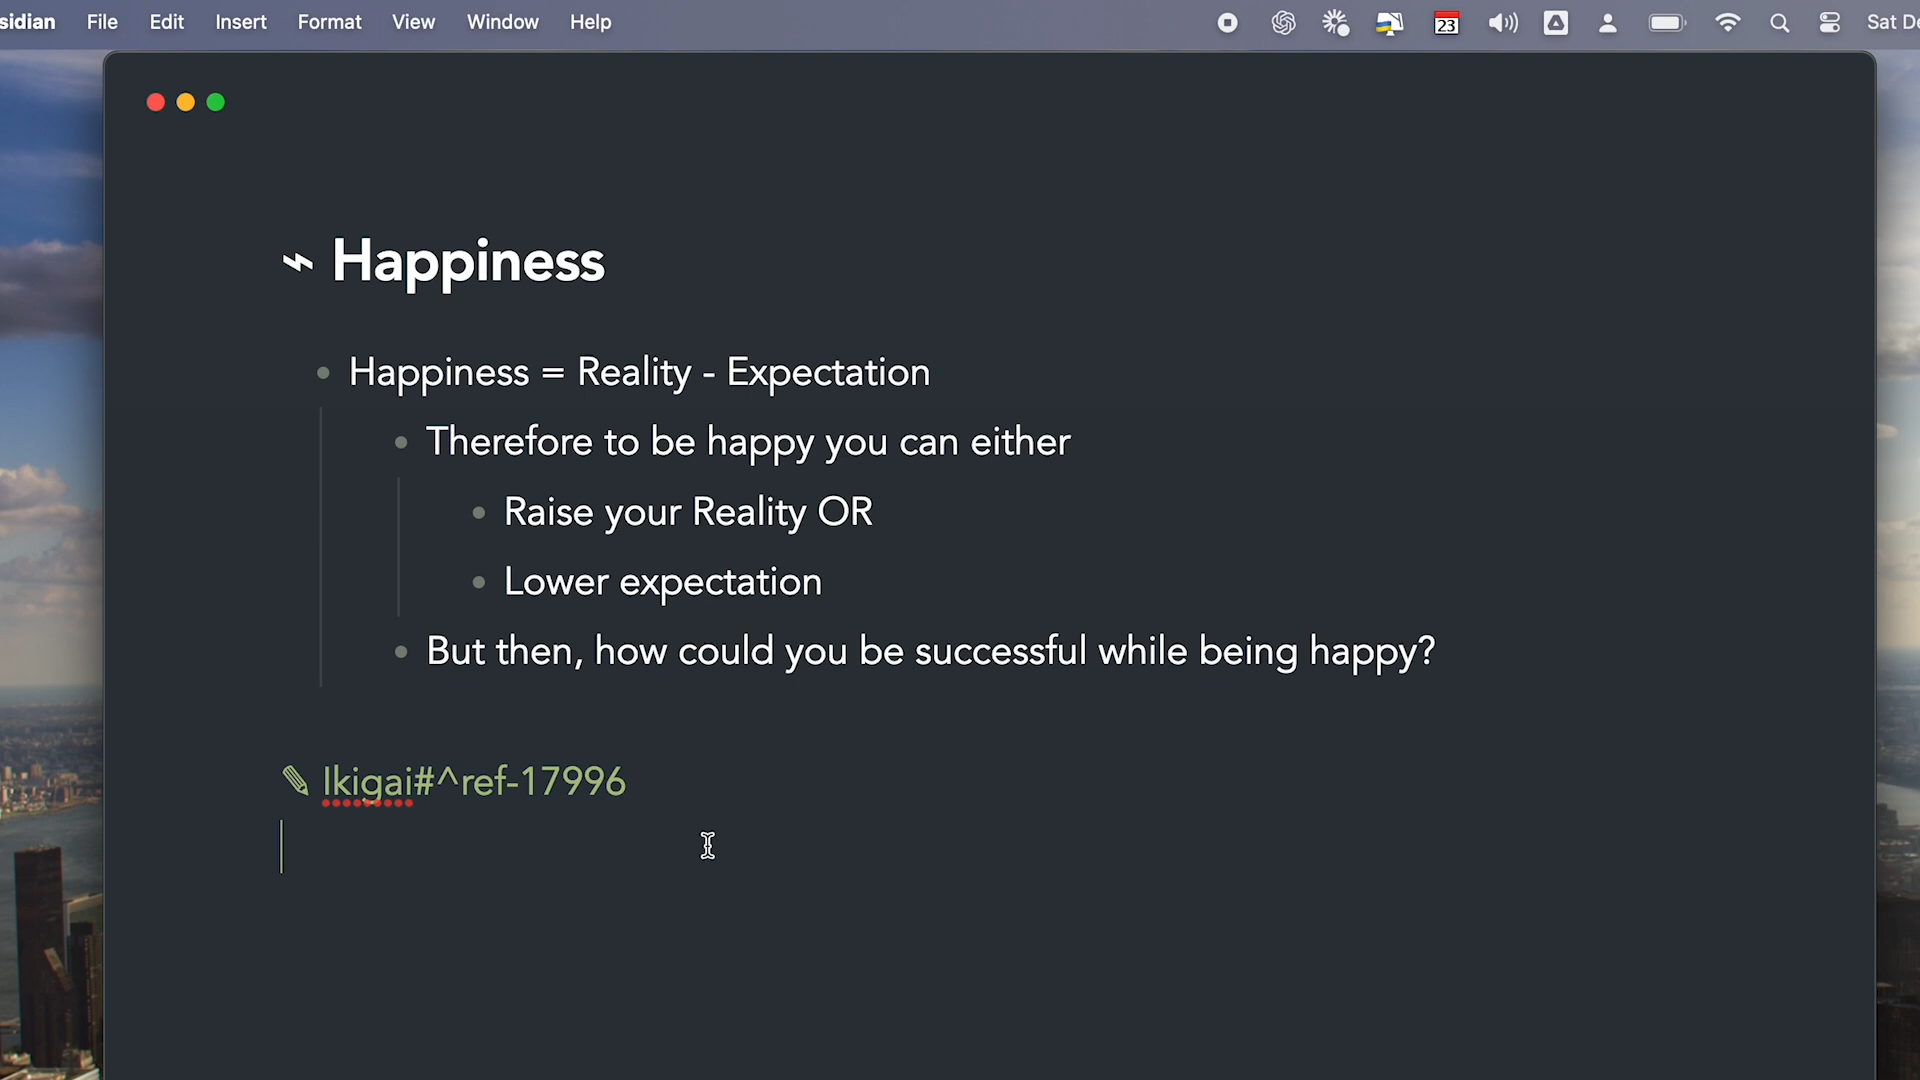 sidian File Edit Insert Format View Window Help 23 Sat De
Happiness
Happiness = Reality - Expectation
Therefore to be happy you can either
Raise your Reality OR
Lower expectation
But then, how could you be successful while being happy?
Ikigai#^ref-17996